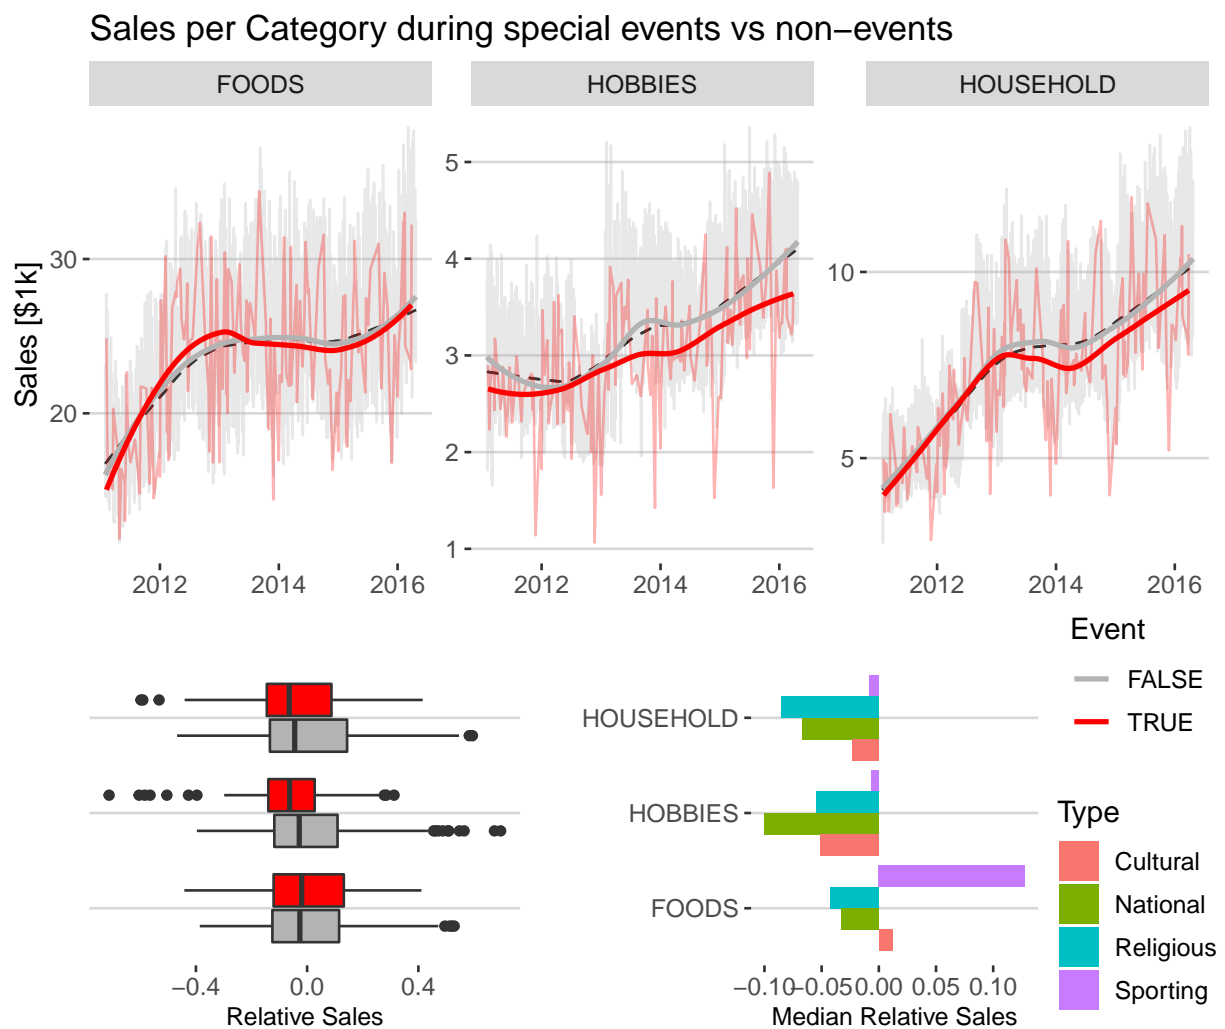 Sales per Category during special events vs non−events
FOODS
HOBBIES
HOUSEHOLD
Sales [$1k]
30
20
5
4
3
2
1
10
5
2012 2014 2016
2012 2014 2016
2012 2014 2016
Event
FALSE
TRUE
HOUSEHOLD
HOBBIES
FOODS
Type
Cultural
National
Religious
Sporting
−0.4 0.0 0.4
Relative Sales
−0.10 −0.05 0.00 0.05 0.10
Median Relative Sales